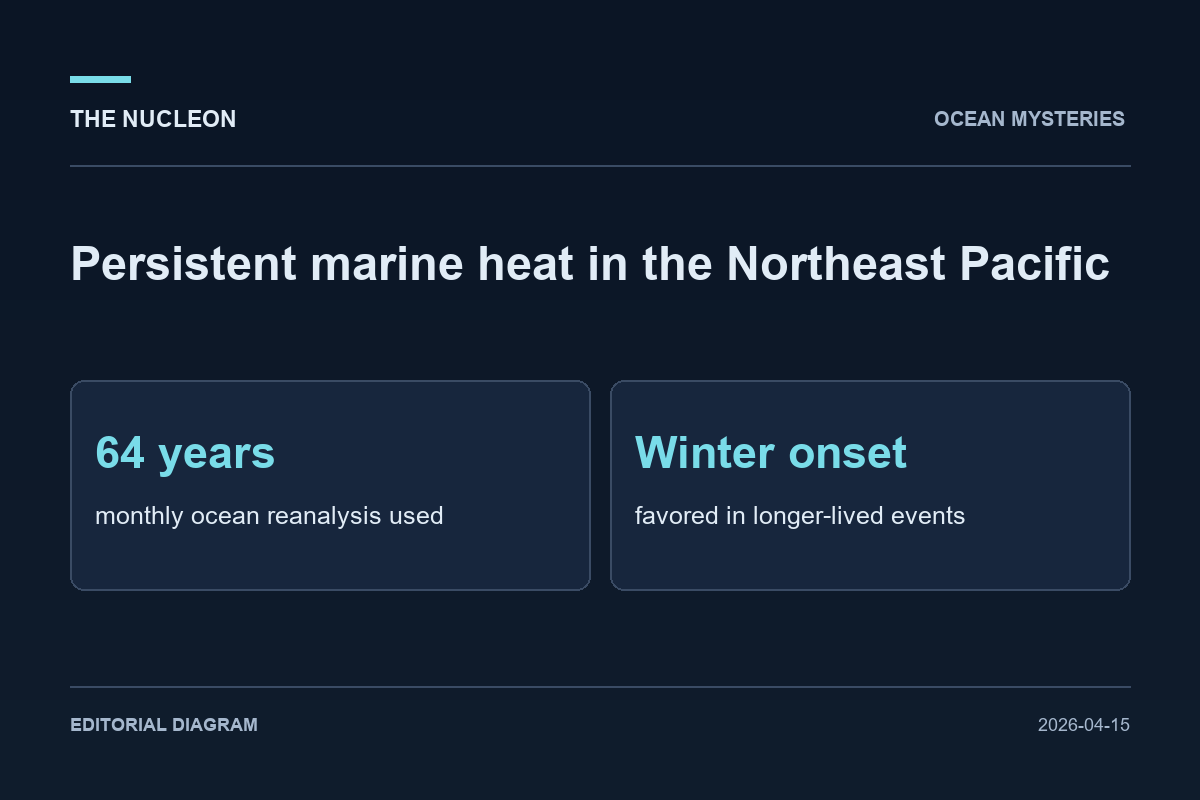 THE NUCLEON
OCEAN MYSTERIES
Persistent marine heat in the Northeast Pacific
64 years
monthly ocean reanalysis used
Winter onset
favored in longer-lived events
EDITORIAL DIAGRAM
2026-04-15